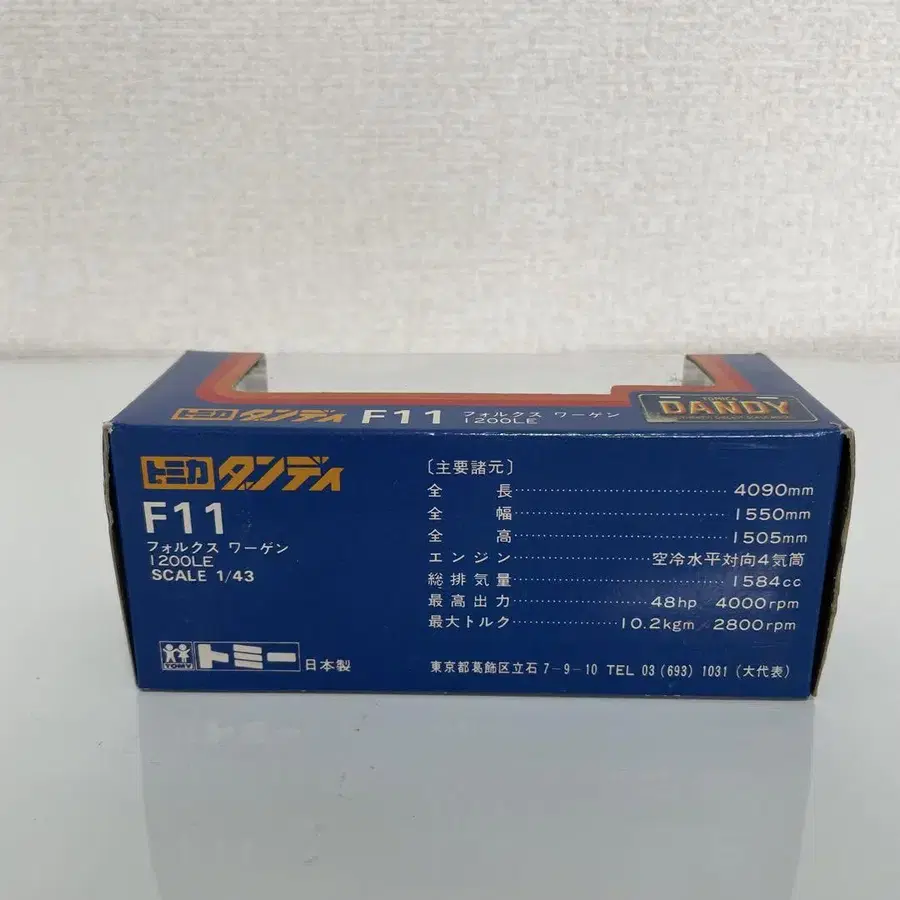 トミカ ダンディ F11 フォルクス ワーゲン
1200LE
TOMICA
DANDY
トミカ ダンディ
F11
フォルクス ワーゲン
1200LE
SCALE 1/43
TOMY
トミー 日本製
〔主要諸元〕
全長 4090mm
全幅 1550mm
全高 1505mm
エンジン 空冷水平対向4気筒
総排気量 1584cc
最高出力 48hp 4000rpm
最大トルク 10.2kgm 2800rpm
東京都葛飾区立石 7-9-10 TEL 03 (693) 1031 (大代表)